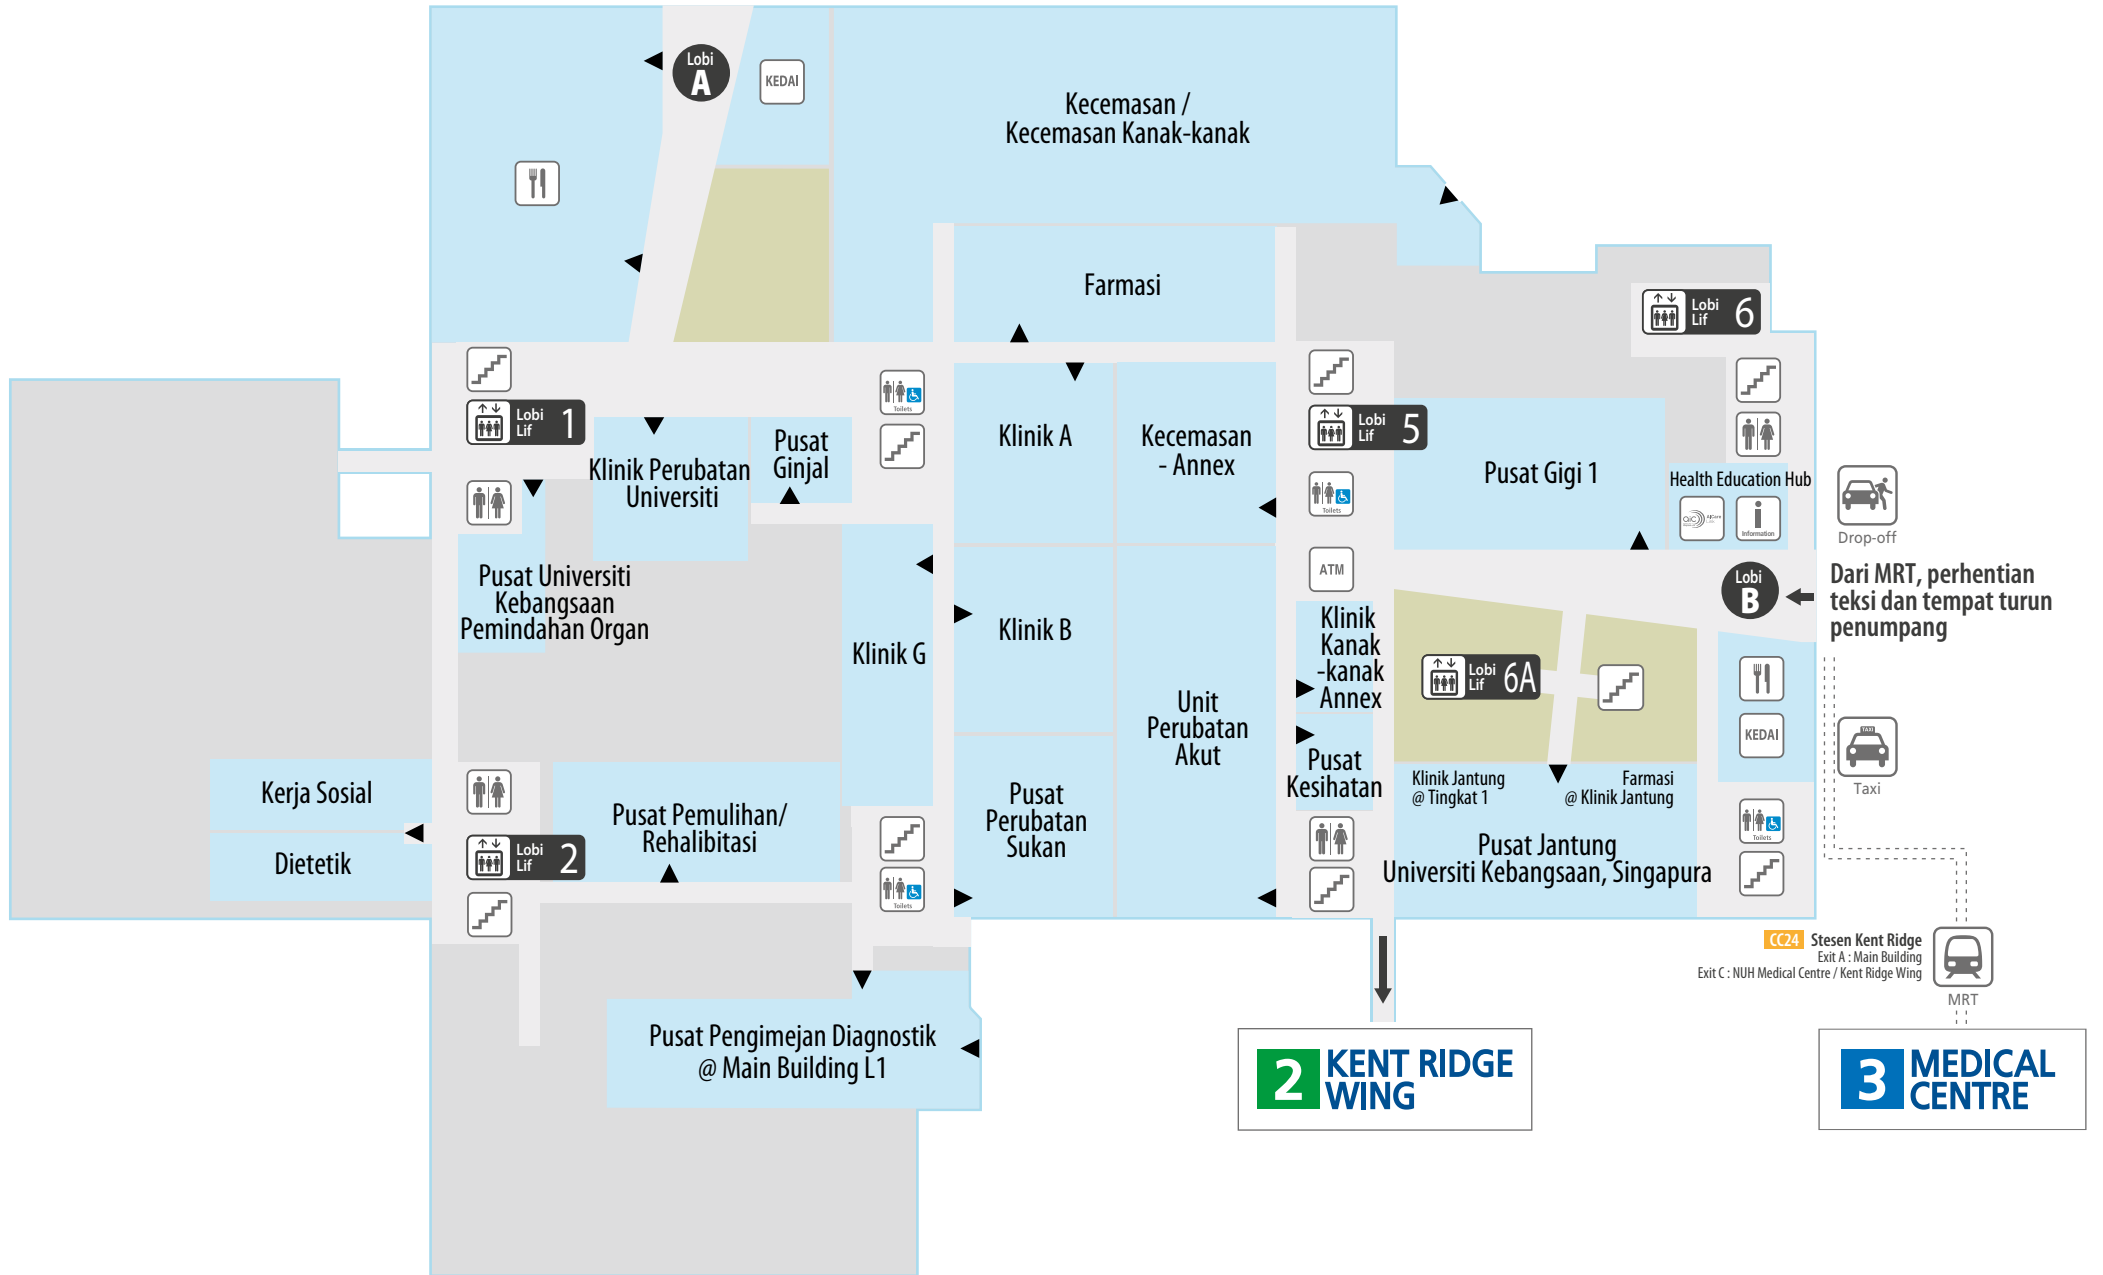 Lobi
A
KEDAI
Kecemasan /
Kecemasan Kanak-kanak
Farmasi
Lobi
Lif 6
Lobi
Lif 1
Toilets
Klinik Perubatan
Universiti
Pusat
Ginjal
Klinik A
Kecemasan
- Annex
Lobi
Lif 5
Toilets
Pusat Gigi 1
Health Education Hub
Information
Drop-off
Pusat Universiti
Kebangsaan
Pemindahan Organ
Klinik G
Klinik B
ATM
Klinik
Kanak
-kanak
Annex
Lobi
B
Dari MRT, perhentian
teksi dan tempat turun
penumpang
Lobi
Lif 6A
Unit
Perubatan
Akut
KEDAI
TAXI
Taxi
Kerja Sosial
Dietetik
Lobi
Lif 2
Pusat Pemulihan/
Rehalibitasi
Toilets
Pusat
Perubatan
Sukan
Pusat
Kesihatan
Klinik Jantung
@ Tingkat 1
Farmasi
@ Klinik Jantung
Pusat Jantung
Universiti Kebangsaan, Singapura
Toilets
CC24 Stesen Kent Ridge
Exit A : Main Building
Exit C : NUH Medical Centre / Kent Ridge Wing
MRT
Pusat Pengimejan Diagnostik
@ Main Building L1
2 KENT RIDGE
WING
3 MEDICAL
CENTRE